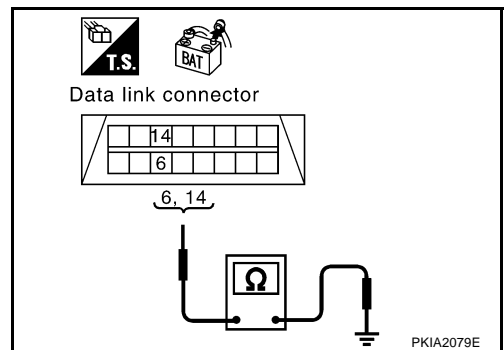 T.S.
BAT
Data link connector
14
6
6, 14
Ω
PKIA2079E